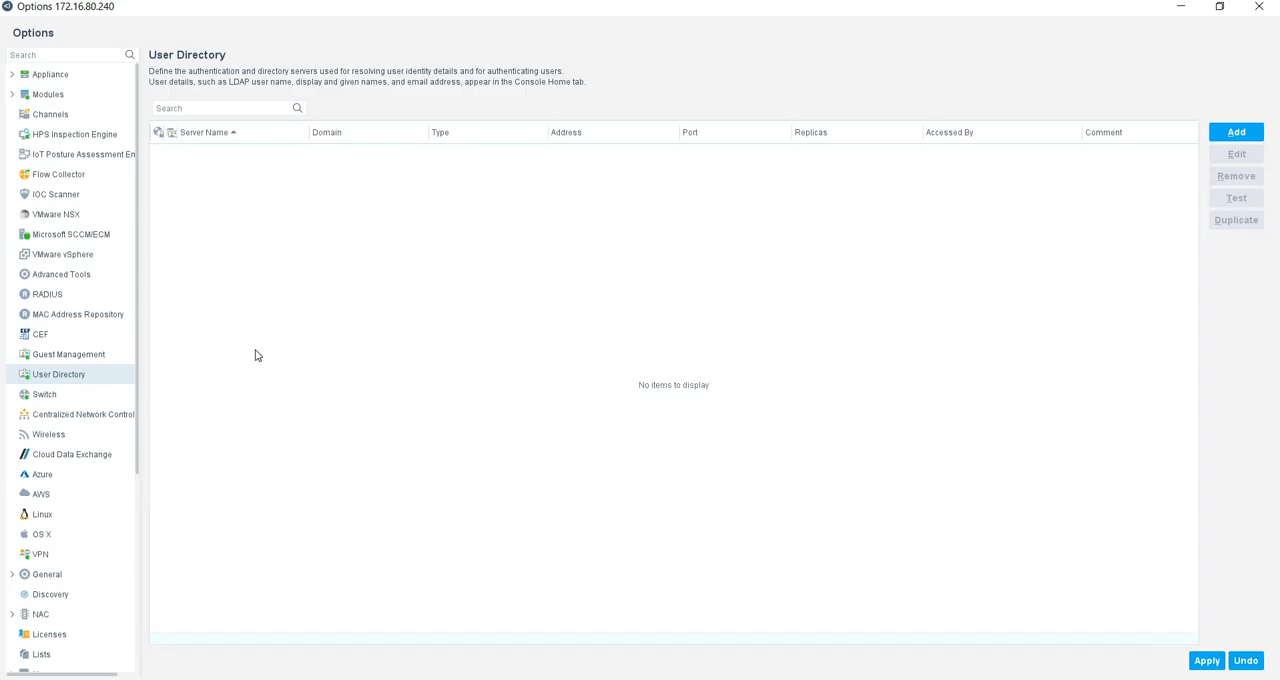 Options 172.16.80.240
Options
Search
Appliance
Modules
Channels
HPS Inspection Engine
IoT Posture Assessment En
Flow Collector
IOC Scanner
VMware NSX
Microsoft SCCM/ECM
VMware vSphere
Advanced Tools
RADIUS
MAC Address Repository
CEF
Guest Management
User Directory
Switch
Centralized Network Control
Wireless
Cloud Data Exchange
Azure
AWS
Linux
OS X
VPN
General
Discovery
NAC
Licenses
Lists
User Directory
Define the authentication and directory servers used for resolving user identity details and for authenticating users.
User details, such as LDAP user name, display and given names, and email address, appear in the Console Home tab.
Search
Server Name Domain Type Address Port Replicas Accessed By Comment
No items to display
Add
Edit
Remove
Test
Duplicate
Apply Undo